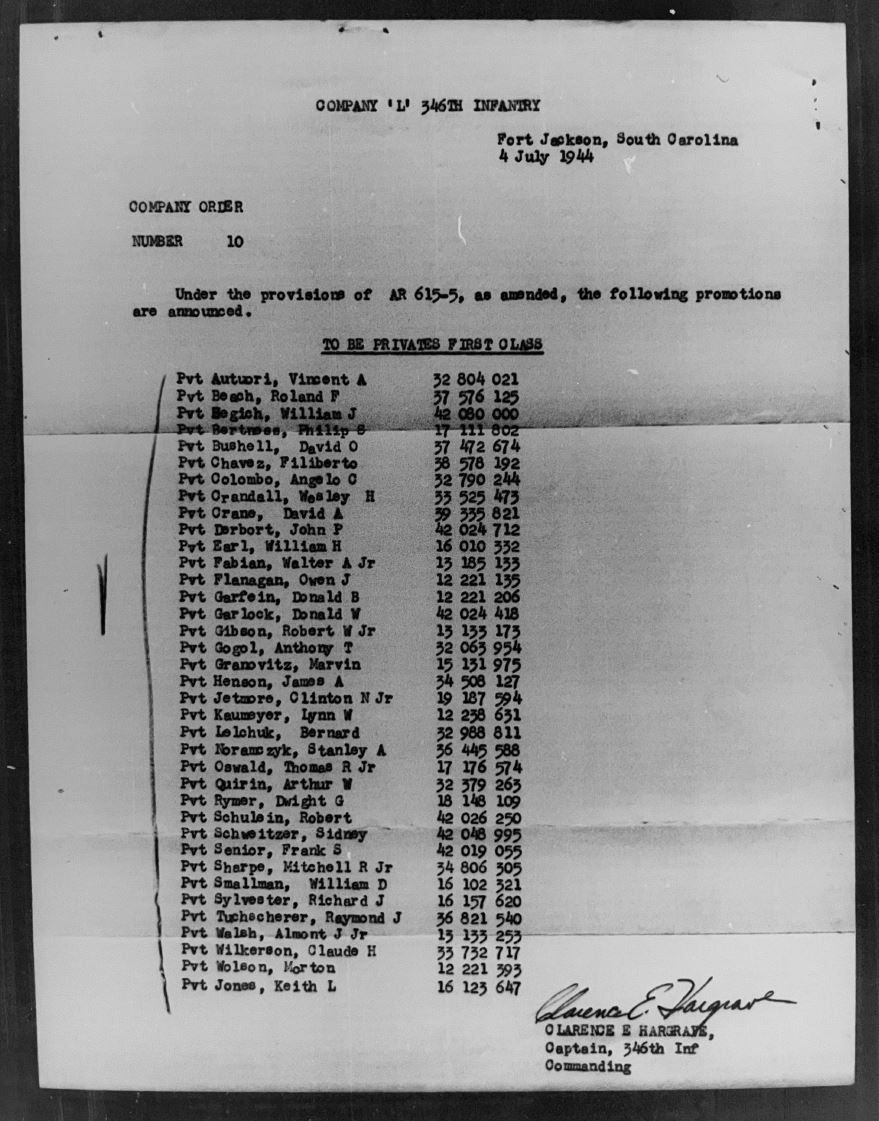 COMPANY 'L' 346TH INFANTRY
Fort Jackson, South Carolina
4 July 1944
COMPANY ORDER
NUMBER 10
Under the provisions of AR 615-5, as amended, the following promotions
are announced.
TO BE PRIVATES FIRST CLASS
Pvt Autuori, Vincent A 32 804 021
Pvt Beach, Roland F 37 576 125
Pvt Begich, William J 42 080 000
Pvt Bertness, Philip S 17 111 802
Pvt Bushell, David O 37 472 674
Pvt Chavez, Filiberto 38 578 192
Pvt Colombo, Angelo C 32 790 244
Pvt Crandall, Wesley H 33 525 473
Pvt Crane, David A 39 335 821
Pvt Derbort, John P 42 024 712
Pvt Earl, William H 16 010 332
Pvt Fabian, Walter A Jr 13 185 133
Pvt Flanagan, Owen J 12 221 135
Pvt Garfein, Donald B 12 221 206
Pvt Garlock, Donald W 42 024 418
Pvt Gibson, Robert W Jr 13 133 173
Pvt Gogol, Anthony T 32 063 954
Pvt Granovitz, Marvin 15 131 975
Pvt Henson, James A 34 508 127
Pvt Jetmore, Clinton N Jr 19 187 594
Pvt Kaumeyer, Lynn W 12 238 631
Pvt Lelchuk, Bernard 32 988 811
Pvt Noramczyk, Stanley A 36 445 588
Pvt Oswald, Thomas R Jr 17 176 574
Pvt Quirin, Arthur W 32 379 263
Pvt Rymer, Dwight G 18 148 109
Pvt Schulein, Robert 42 026 250
Pvt Schweitzer, Sidney 42 048 995
Pvt Senior, Frank S 42 019 055
Pvt Sharpe, Mitchell R Jr 34 806 305
Pvt Smallman, William D 16 102 321
Pvt Sylvester, Richard J 16 157 620
Pvt Tuchscherer, Raymond J 36 821 540
Pvt Walsh, Almont J Jr 13 133 253
Pvt Wilkerson, Claude H 33 732 717
Pvt Wolson, Morton 12 221 393
Pvt Jones, Keith L 16 123 647
Clarence E. Hargrave
CLARENCE E HARGRAVE,
Captain, 346th Inf
Commanding